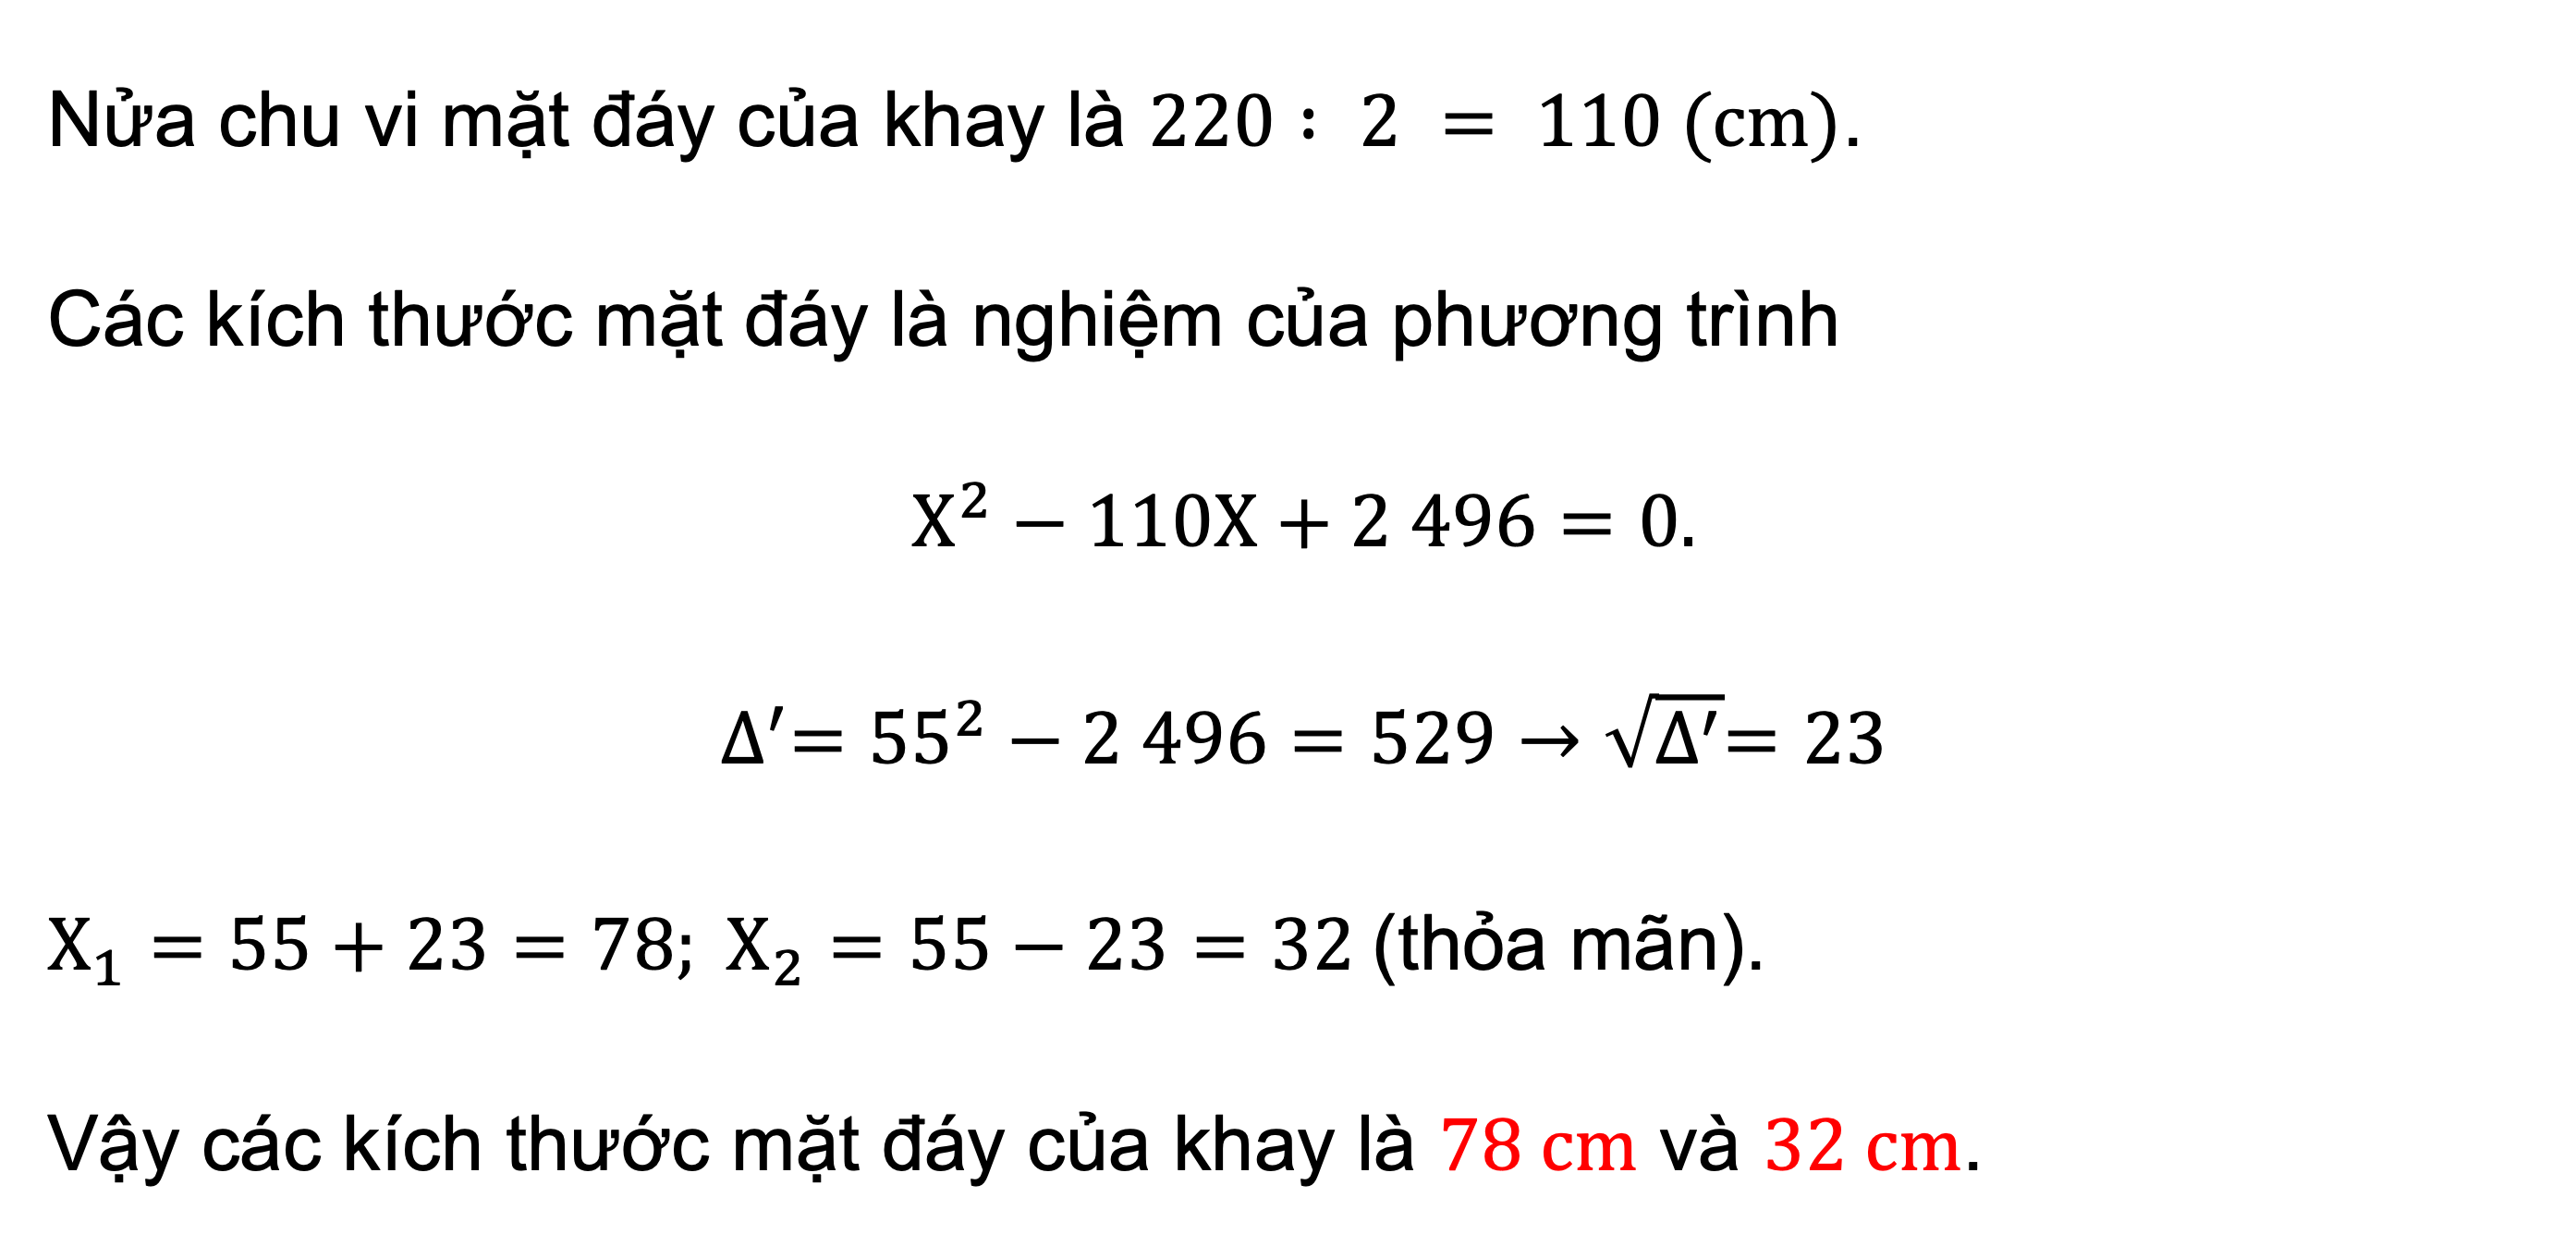 Nửa chu vi mặt đáy của khay là 220 : 2 = 110 (cm).
Các kích thước mặt đáy là nghiệm của phương trình
X² − 110X + 2 496 = 0.
Δ′= 55² − 2 496 = 529 → √Δ′= 23
X₁ = 55 + 23 = 78; X₂ = 55 − 23 = 32 (thỏa mãn).
Vậy các kích thước mặt đáy của khay là 78 cm và 32 cm.